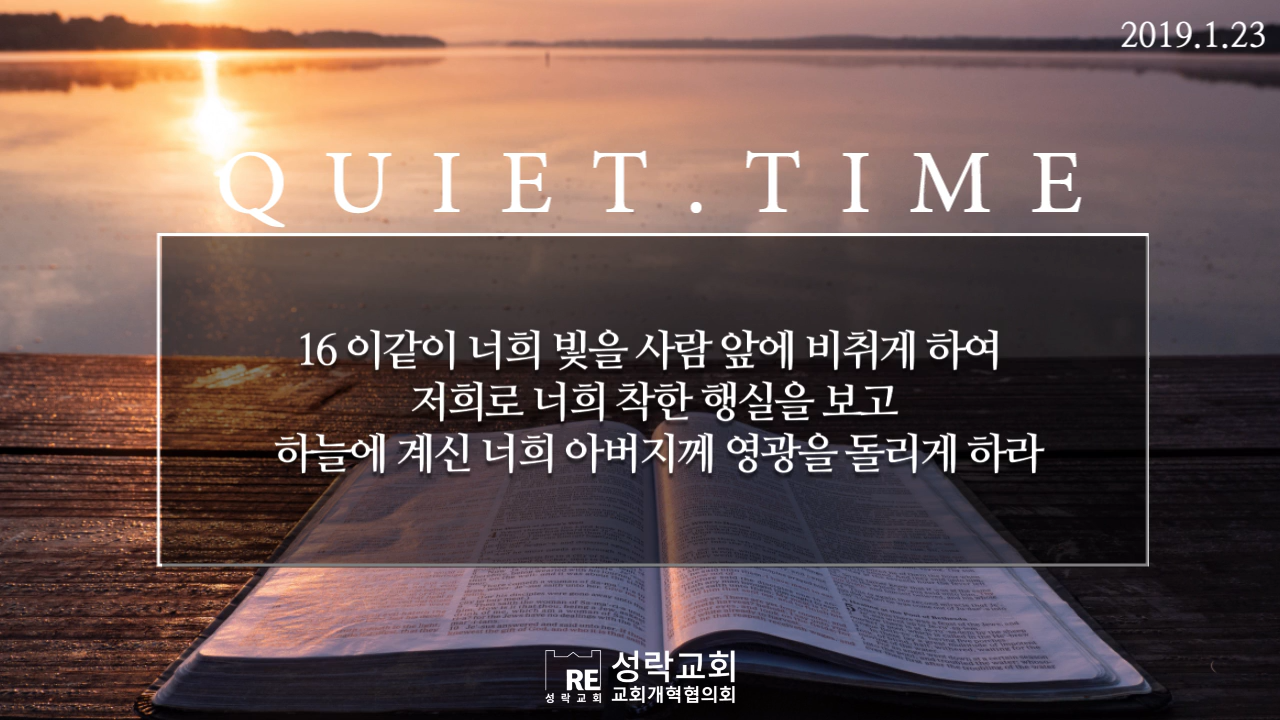 2019.1.23
QUIET.TIME
16 이같이 너희 빛을 사람 앞에 비취게 하여
저희로 너희 착한 행실을 보고
하늘에 계신 너희 아버지께 영광을 돌리게 하라
RE
성락교회
성락교회
교회개혁협의회